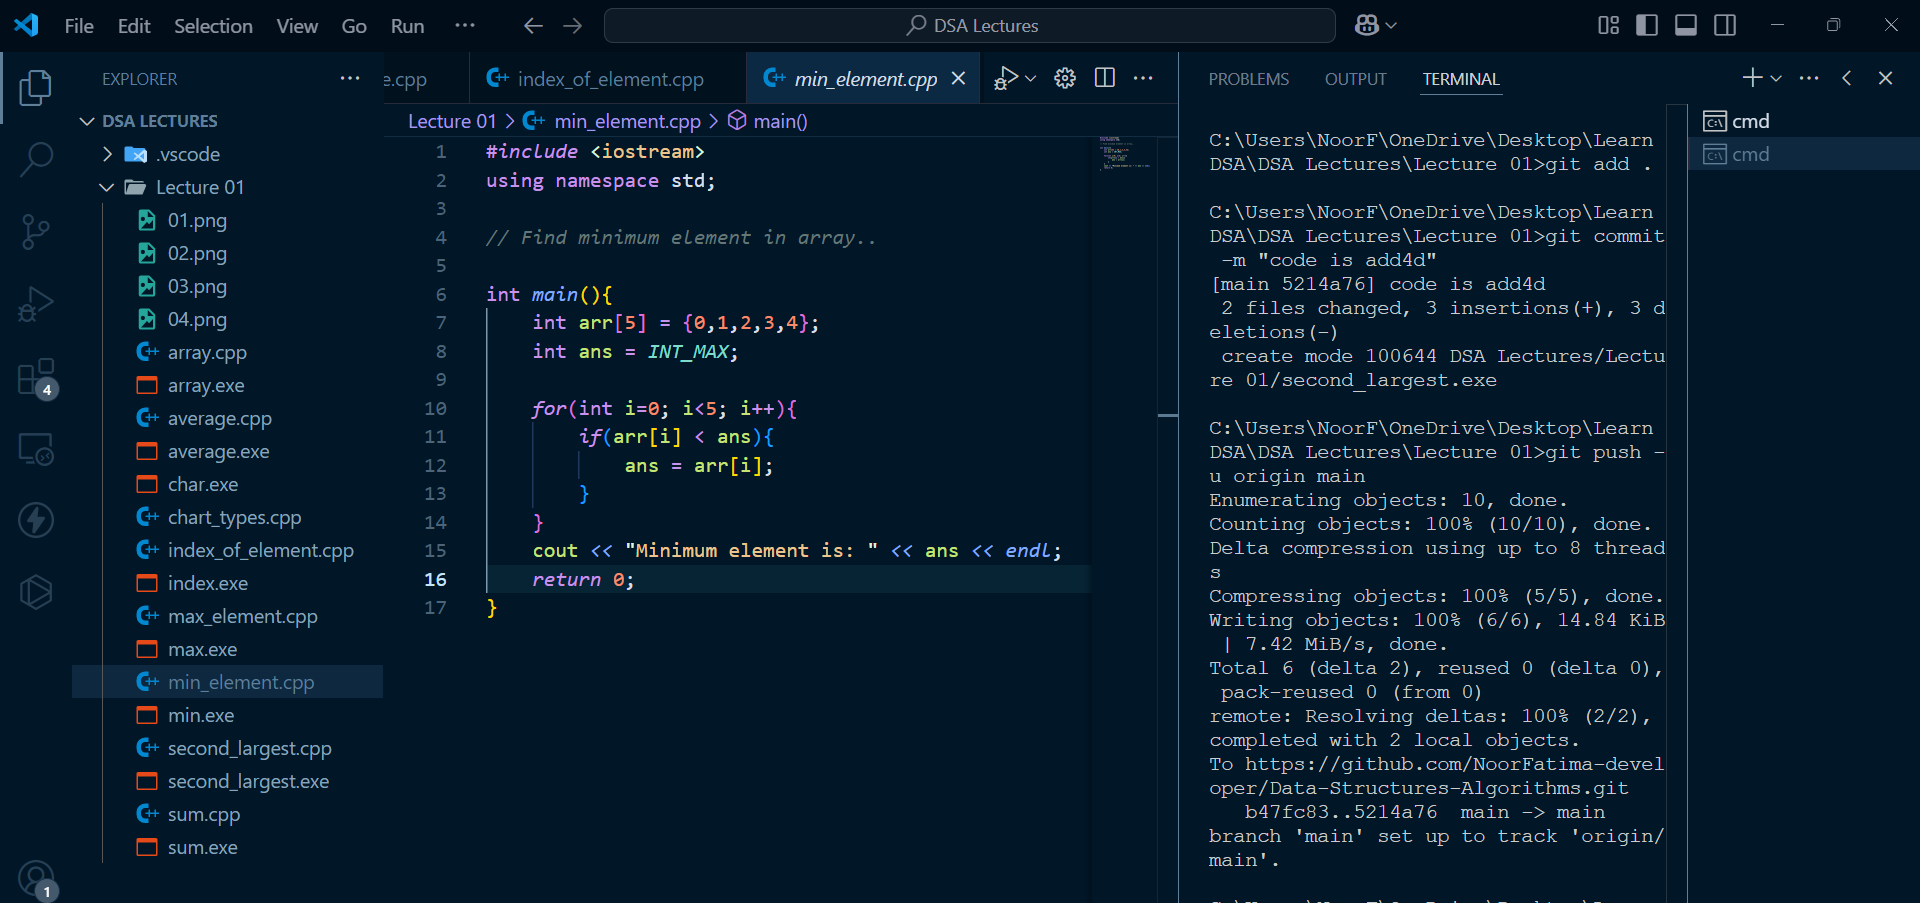 File Edit Selection View Go Run ··· DSA Lectures
EXPLORER ···
DSA LECTURES
.vscode
Lecture 01
01.png
02.png
03.png
04.png
array.cpp
array.exe
average.cpp
average.exe
char.exe
chart_types.cpp
index_of_element.cpp
index.exe
max_element.cpp
max.exe
min_element.cpp
min.exe
second_largest.cpp
second_largest.exe
sum.cpp
sum.exe
4
1
e.cpp index_of_element.cpp min_element.cpp
Lecture 01 > min_element.cpp > main()
1 #include <iostream>
2 using namespace std;
3
4 // Find minimum element in array..
5
6 int main(){
7 int arr[5] = {0,1,2,3,4};
8 int ans = INT_MAX;
9
10 for(int i=0; i<5; i++){
11 if(arr[i] < ans){
12 ans = arr[i];
13 }
14 }
15 cout << "Minimum element is: " << ans << endl;
16 return 0;
17 }
PROBLEMS OUTPUT TERMINAL
C:\Users\NoorF\OneDrive\Desktop\Learn
DSA\DSA Lectures\Lecture 01>git add .
C:\Users\NoorF\OneDrive\Desktop\Learn
DSA\DSA Lectures\Lecture 01>git commit
-m "code is add4d"
[main 5214a76] code is add4d
2 files changed, 3 insertions(+), 3 d
eletions(-)
create mode 100644 DSA Lectures/Lectu
re 01/second_largest.exe
C:\Users\NoorF\OneDrive\Desktop\Learn
DSA\DSA Lectures\Lecture 01>git push -
u origin main
Enumerating objects: 10, done.
Counting objects: 100% (10/10), done.
Delta compression using up to 8 thread
s
Compressing objects: 100% (5/5), done.
Writing objects: 100% (6/6), 14.84 KiB
| 7.42 MiB/s, done.
Total 6 (delta 2), reused 0 (delta 0),
pack-reused 0 (from 0)
remote: Resolving deltas: 100% (2/2),
completed with 2 local objects.
To https://github.com/NoorFatima-devel
oper/Data-Structures-Algorithms.git
b47fc83..5214a76 main -> main
branch 'main' set up to track 'origin/
main'.
cmd
cmd